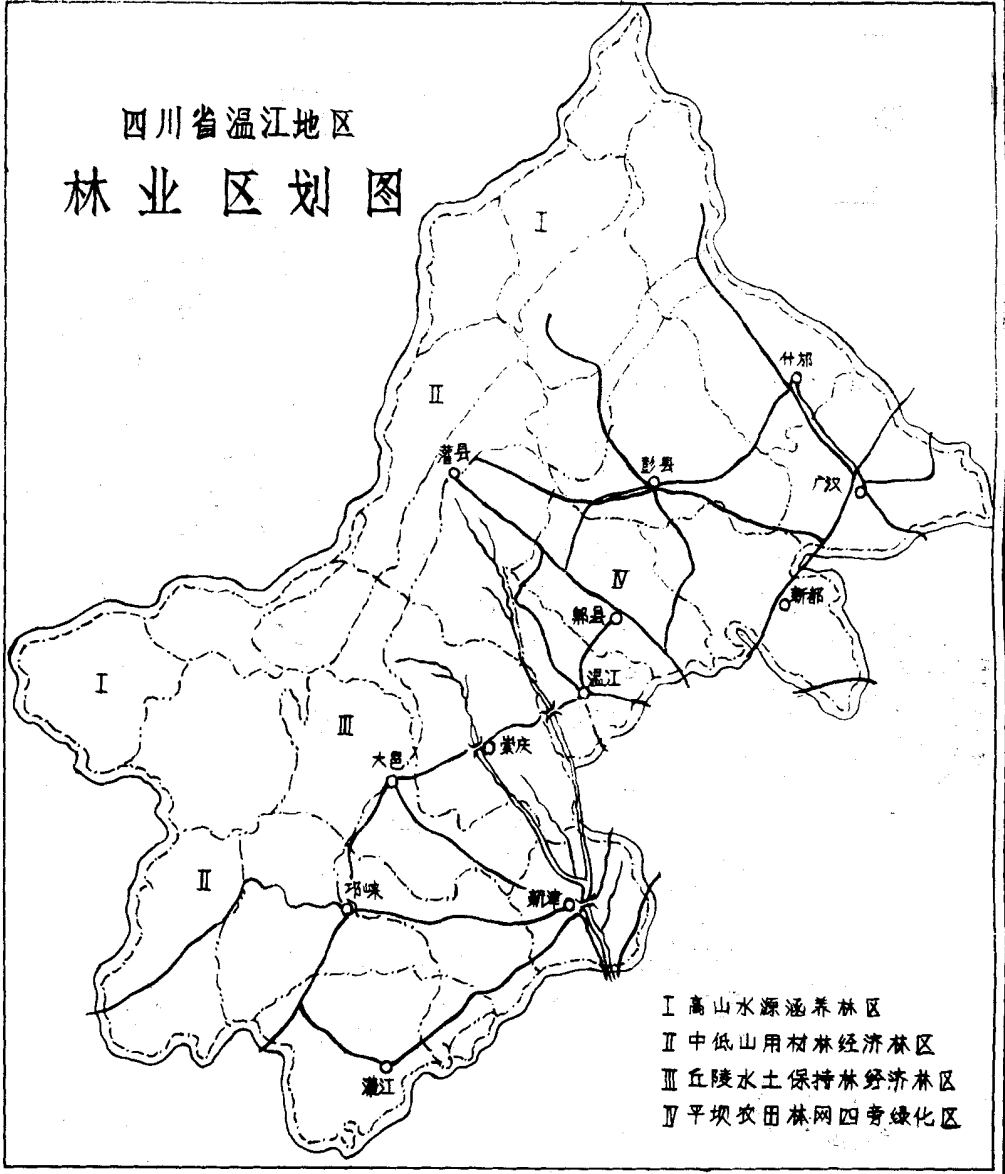 四川省温江地区
林业区划图
I
什邡
II
灌县
彭县
广汉
IV
新都
郫县
I
温江
III
崇庆
大邑
II
邛崃
新津
蒲江
I 高山水源涵养林区
II 中低山用材林经济林区
III 丘陵水土保持林经济林区
IV 平坝农田林网四旁绿化区